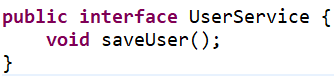 public interface UserService {
    void saveUser();
}